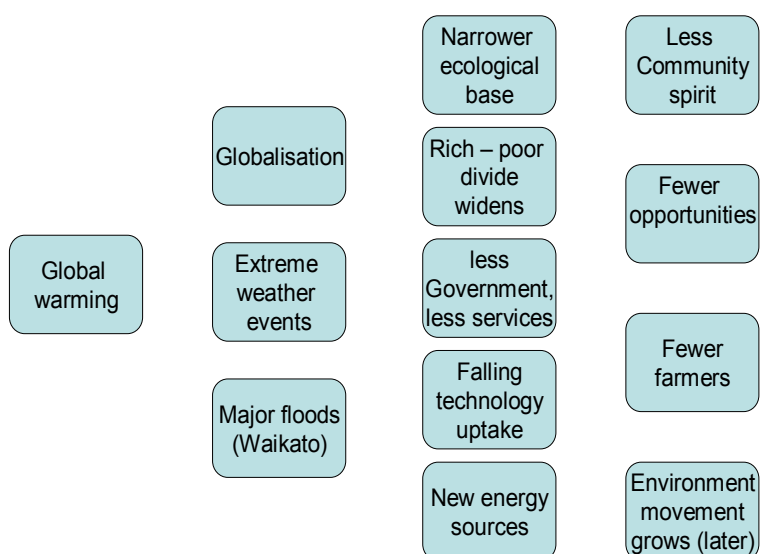 Global
warming
Globalisation
Extreme
weather
events
Major floods
(Waikato)
Narrower
ecological
base
Rich – poor
divide
widens
less
Government,
less services
Falling
technology
uptake
New energy
sources
Less
Community
spirit
Fewer
opportunities
Fewer
farmers
Environment
movement
grows (later)